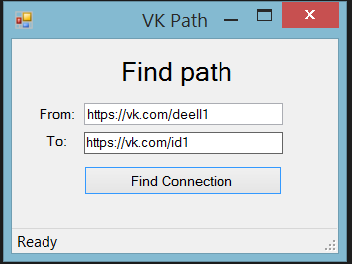 VK Path
Find path
From: https://vk.com/deell1
To: https://vk.com/id1
Find Connection
Ready